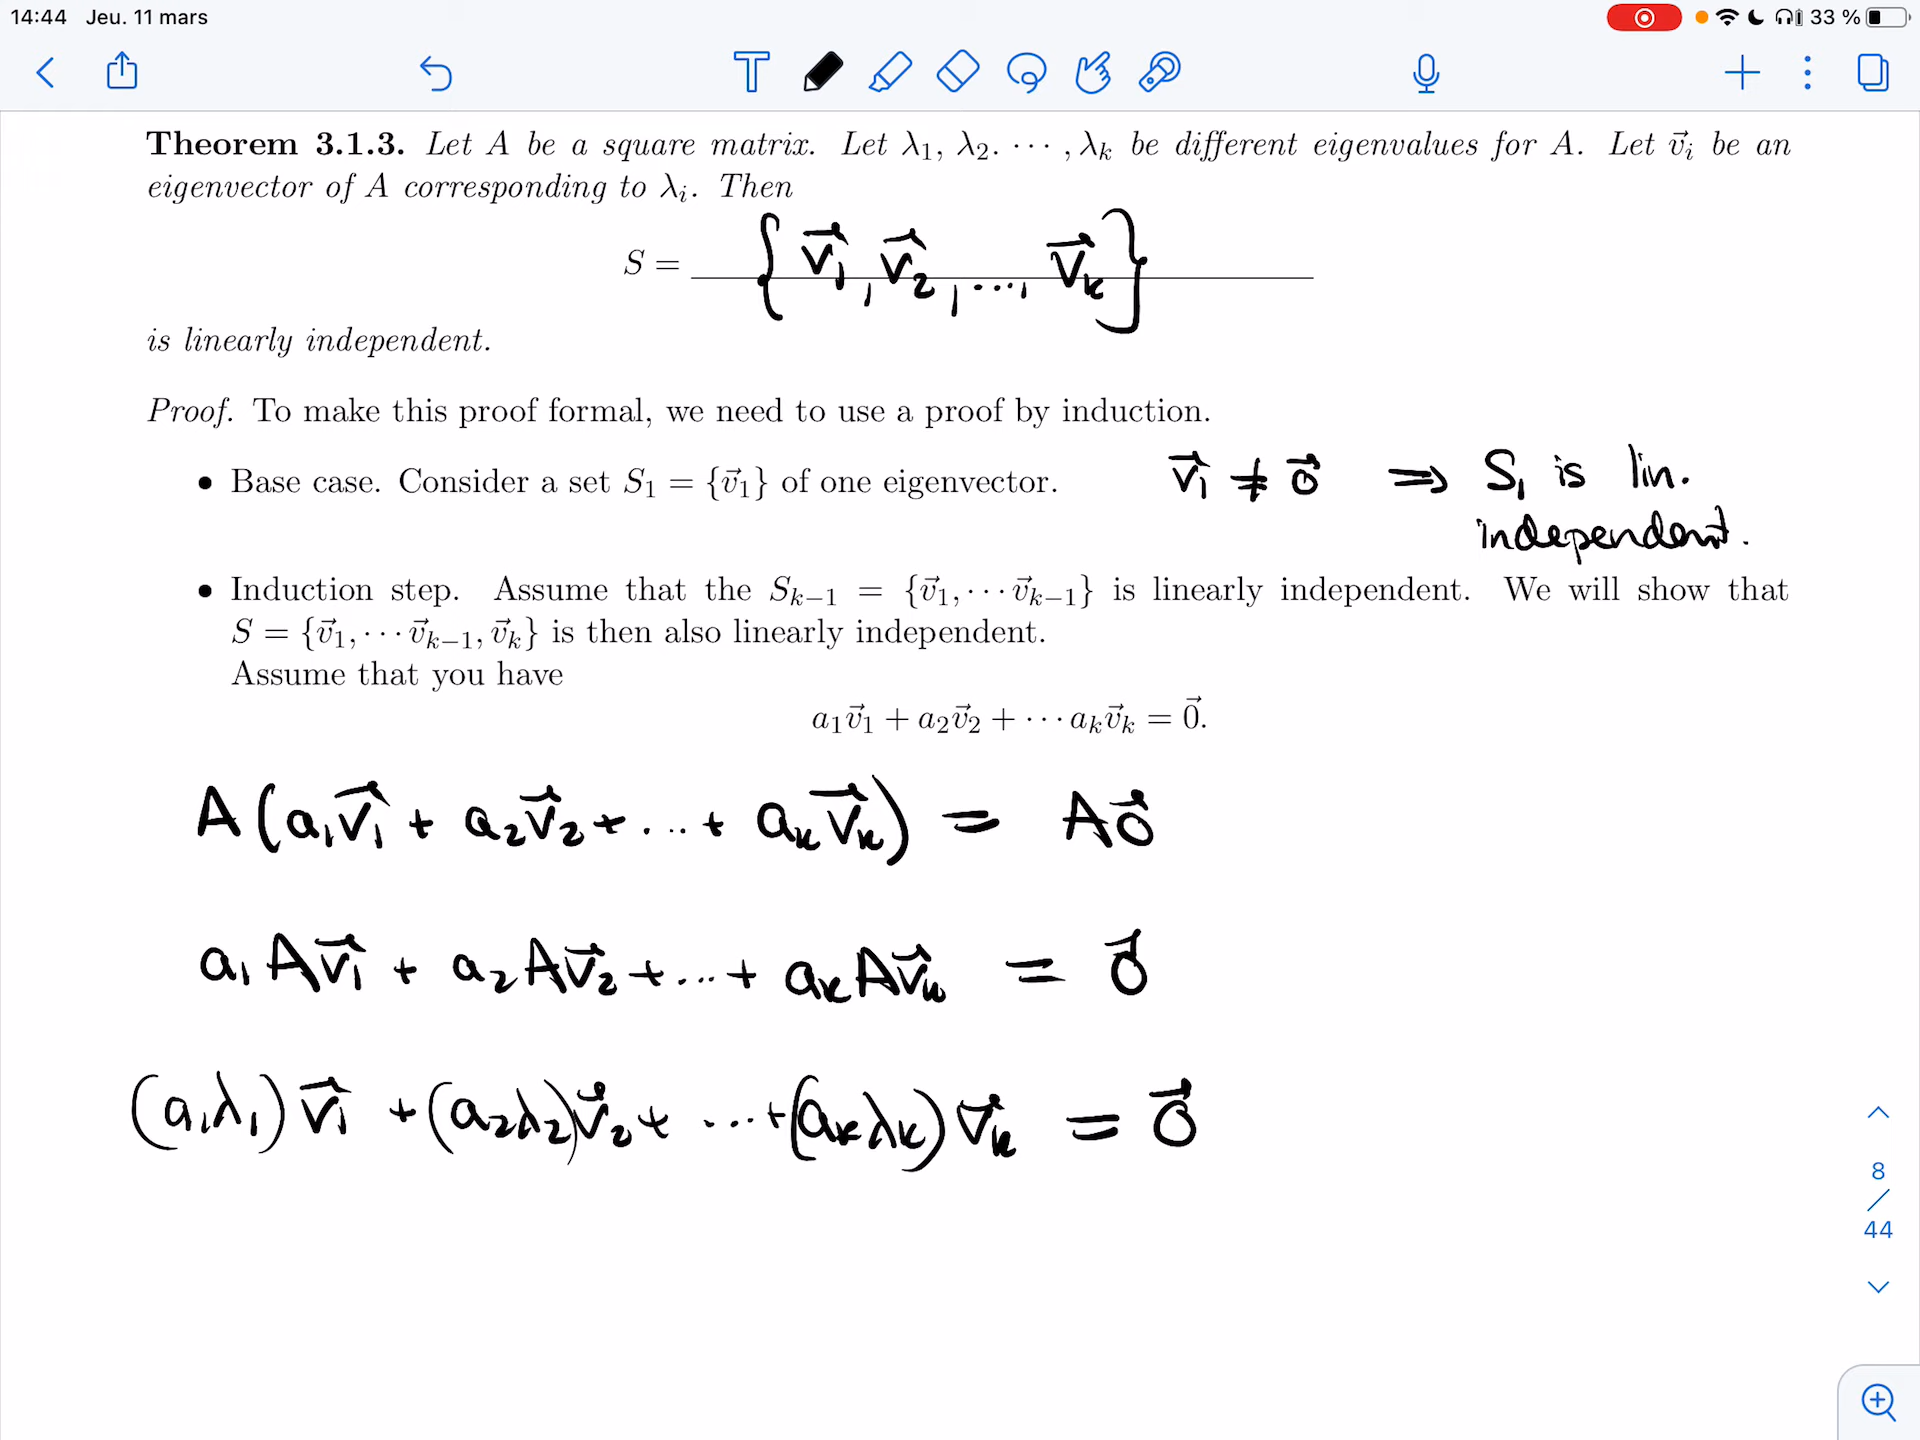 14:44 Jeu. 11 mars 33 %
T
Theorem 3.1.3. Let A be a square matrix. Let λ₁, λ₂. ⋯ , λₖ be different eigenvalues for A. Let v⃗ᵢ be an
eigenvector of A corresponding to λᵢ. Then
S = {v⃗₁, v⃗₂, ..., v⃗ₖ}
is linearly independent.
Proof. To make this proof formal, we need to use a proof by induction.
• Base case. Consider a set S₁ = {v⃗₁} of one eigenvector. v⃗₁ ≠ 0⃗ ⇒ S₁ is lin.
independent.
• Induction step. Assume that the Sₖ₋₁ = {v⃗₁, ⋯ v⃗ₖ₋₁} is linearly independent. We will show that
S = {v⃗₁, ⋯ v⃗ₖ₋₁, v⃗ₖ} is then also linearly independent.
Assume that you have
a₁v⃗₁ + a₂v⃗₂ + ⋯ aₖv⃗ₖ = 0⃗.
A(a₁v⃗₁ + a₂v⃗₂ + ... + aₖv⃗ₖ) = A0⃗
a₁Av⃗₁ + a₂Av⃗₂ + ... + aₖAv⃗ₖ = 0⃗
(a₁λ₁)v⃗₁ + (a₂λ₂)v⃗₂ + ... + (aₖλₖ)v⃗ₖ = 0⃗
8
/
44